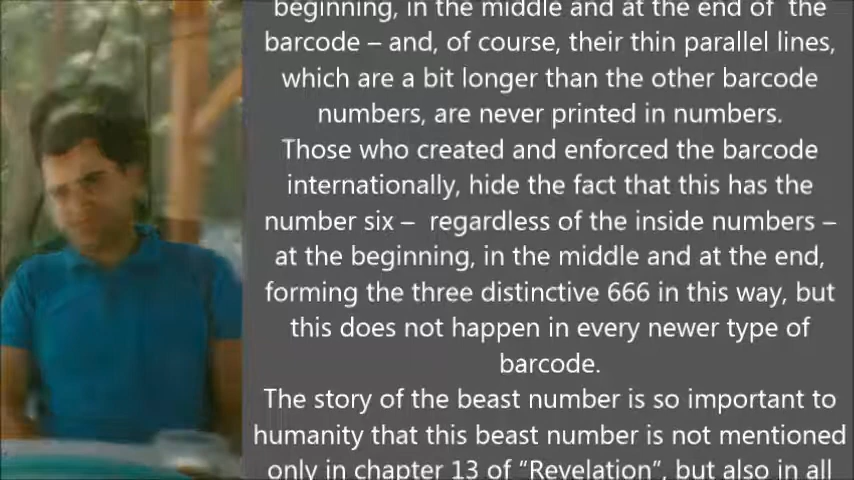 beginning, in the middle and at the end of  the
barcode – and, of course, their thin parallel lines,
which are a bit longer than the other barcode
numbers, are never printed in numbers.
Those who created and enforced the barcode
internationally, hide the fact that this has the
number six –  regardless of the inside numbers –
at the beginning, in the middle and at the end,
forming the three distinctive 666 in this way, but
this does not happen in every newer type of
barcode.
The story of the beast number is so important to
humanity that this beast number is not mentioned
only in chapter 13 of “Revelation”, but also in all